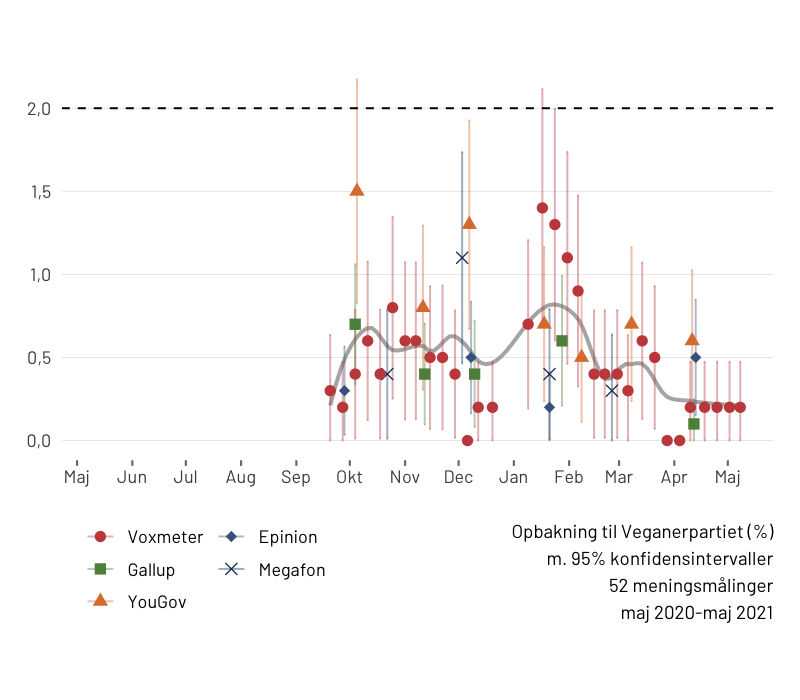 2,0
1,5
1,0
0,5
0,0
Maj Jun Jul Aug Sep Okt Nov Dec Jan Feb Mar Apr Maj
Voxmeter Epinion
Gallup Megafon
YouGov
Opbakning til Veganerpartiet (%)
m. 95% konfidensintervaller
52 meningsmålinger
maj 2020-maj 2021